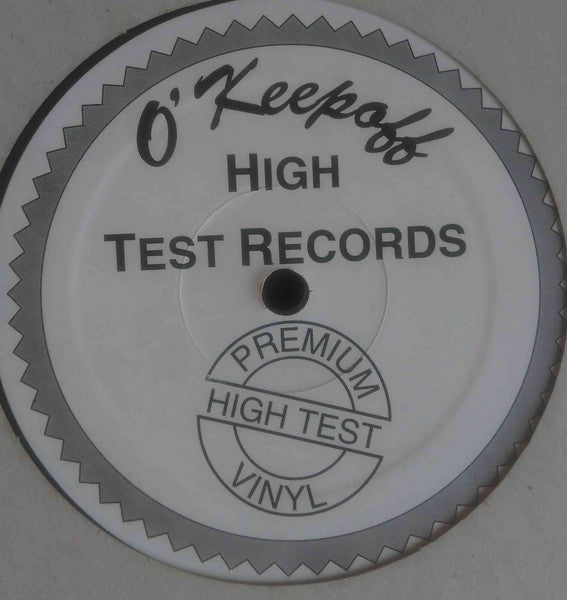 O'Keepoff
HIGH
TEST RECORDS
PREMIUM
HIGH TEST
VINYL